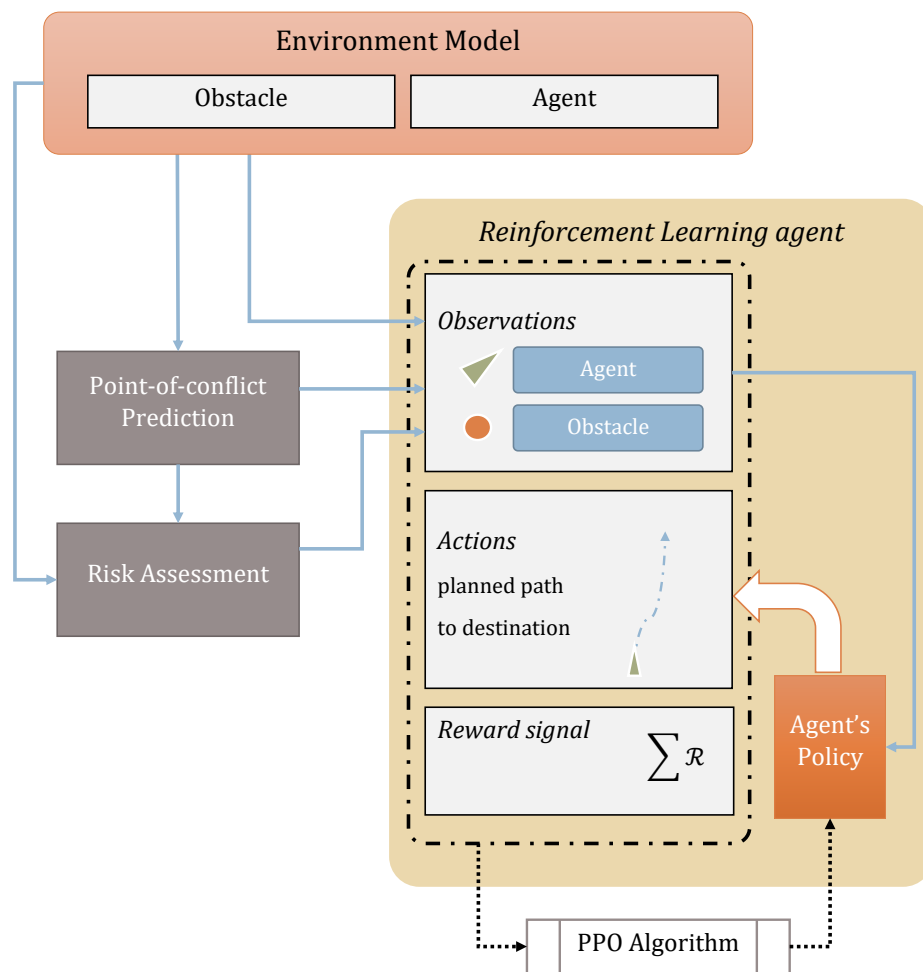 Environment Model
Obstacle
Agent
Reinforcement Learning agent
Observations
Agent
Obstacle
Point-of-conflict
Prediction
Risk Assessment
Actions
planned path
to destination
Reward signal
∑ ℛ
Agent's
Policy
PPO Algorithm